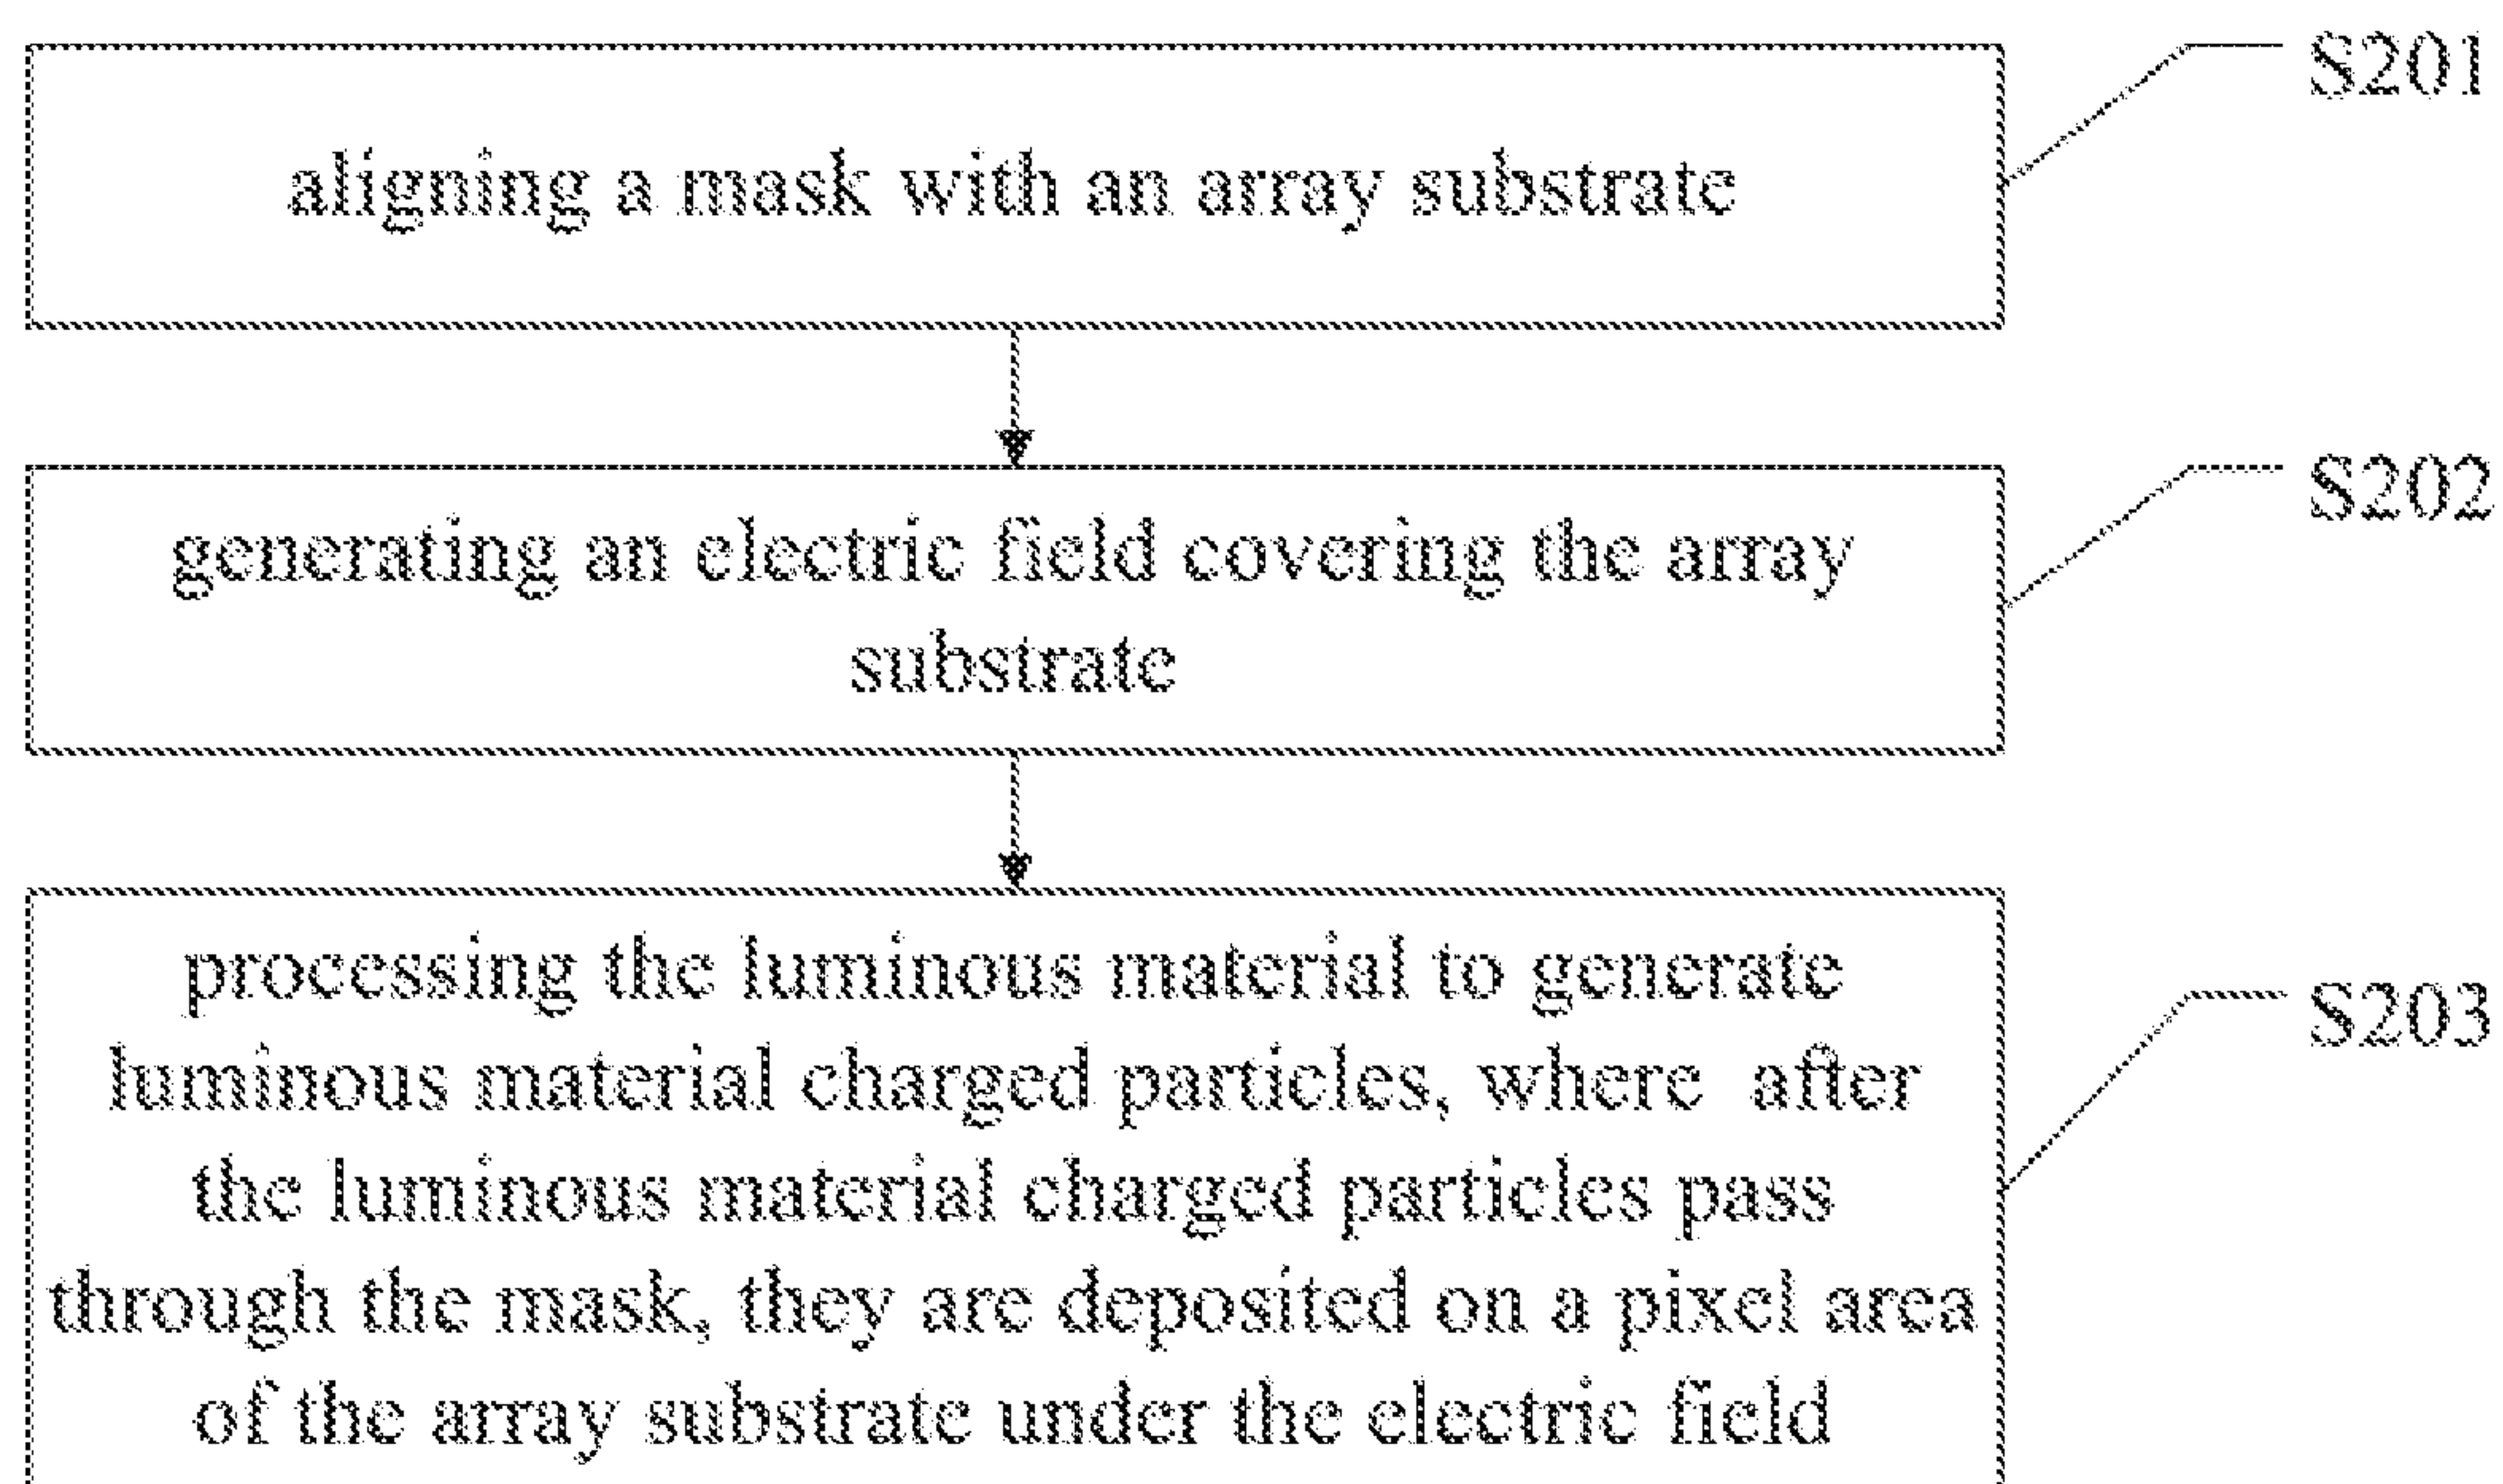 S201
aligning a mask with an array substrate
S202
generating an electric field covering the array
substrate
processing the luminous material to generate
S203
luminous material charged particles, where after
the luminous material charged particles pass
through the mask, they are deposited on a pixel area
of the array substrate under the electric field